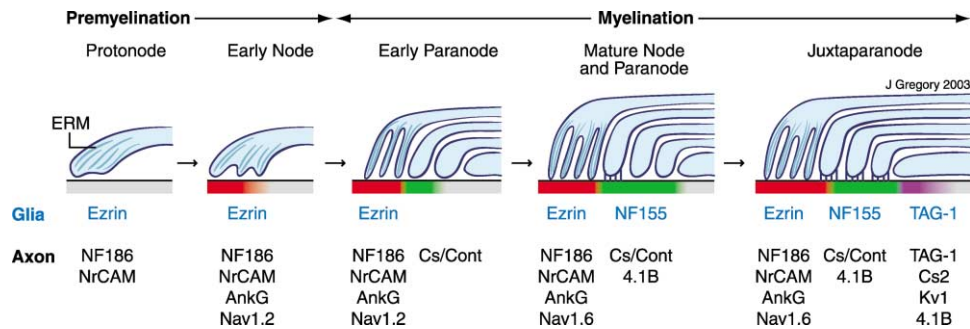 Premyelination Myelination
Protonode Early Node Early Paranode Mature Node and Paronode Juxtaparanode
J Gregory 2003
ERM
Glia Ezrin Ezrin Ezrin Ezrin NF155 Ezrin NF155 TAG-1
Axon NF186 NF186 NF186 Cs/Cont NF186 Cs/Cont NF186 Cs/Cont TAG-1
NrCAM NrCAM NrCAM NrCAM 4.1B NrCAM 4.1B Cs2
AnkG AnkG AnkG AnkG Kv1
Nav1.2 Nav1.2 Nav1.6 Nav1.6 4.1B